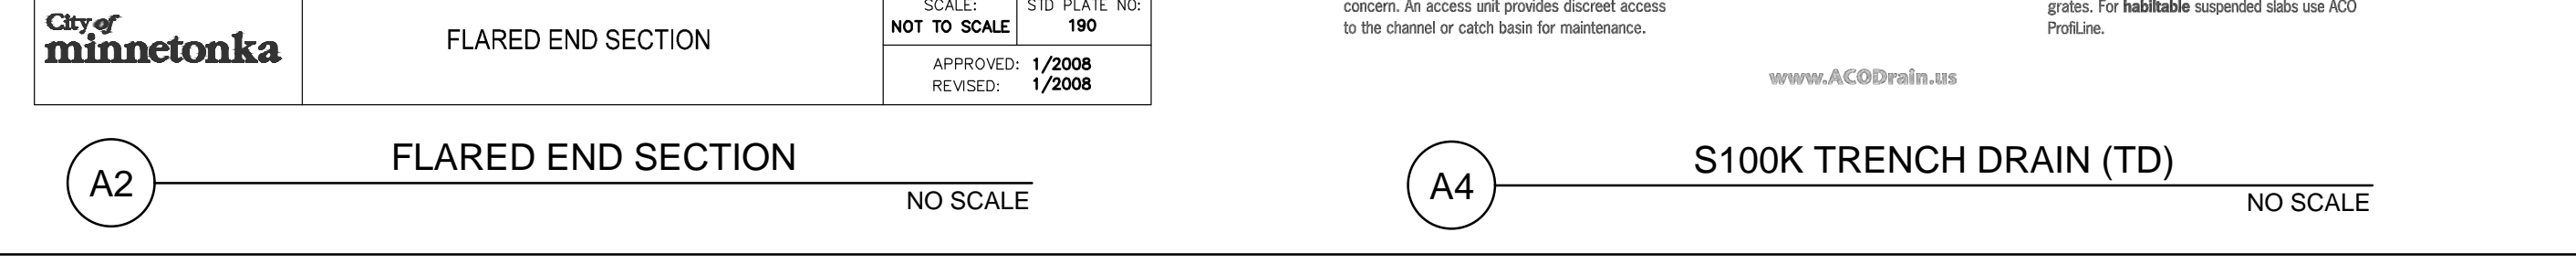 City of
minnetonka
FLARED END SECTION
SCALE:
NOT TO SCALE
STD PLATE NO:
190
APPROVED: 1/2008
REVISED: 1/2008
A2
FLARED END SECTION
NO SCALE
concern. An access unit provides discreet access
to the channel or catch basin for maintenance.
grates. For habiltable suspended slabs use ACO
ProfiLine.
www.ACODrain.us
A4
S100K TRENCH DRAIN (TD)
NO SCALE